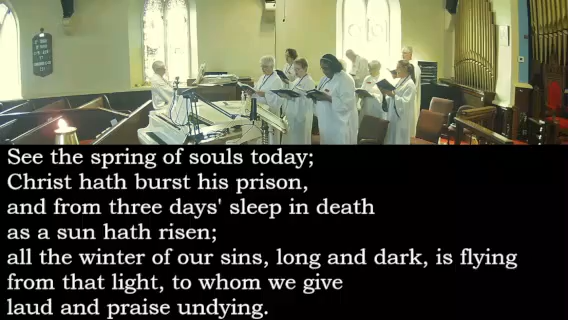 See the spring of souls today;
Christ hath burst his prison,
and from three days' sleep in death
as a sun hath risen;
all the winter of our sins, long and dark, is flying
from that light, to whom we give
laud and praise undying.